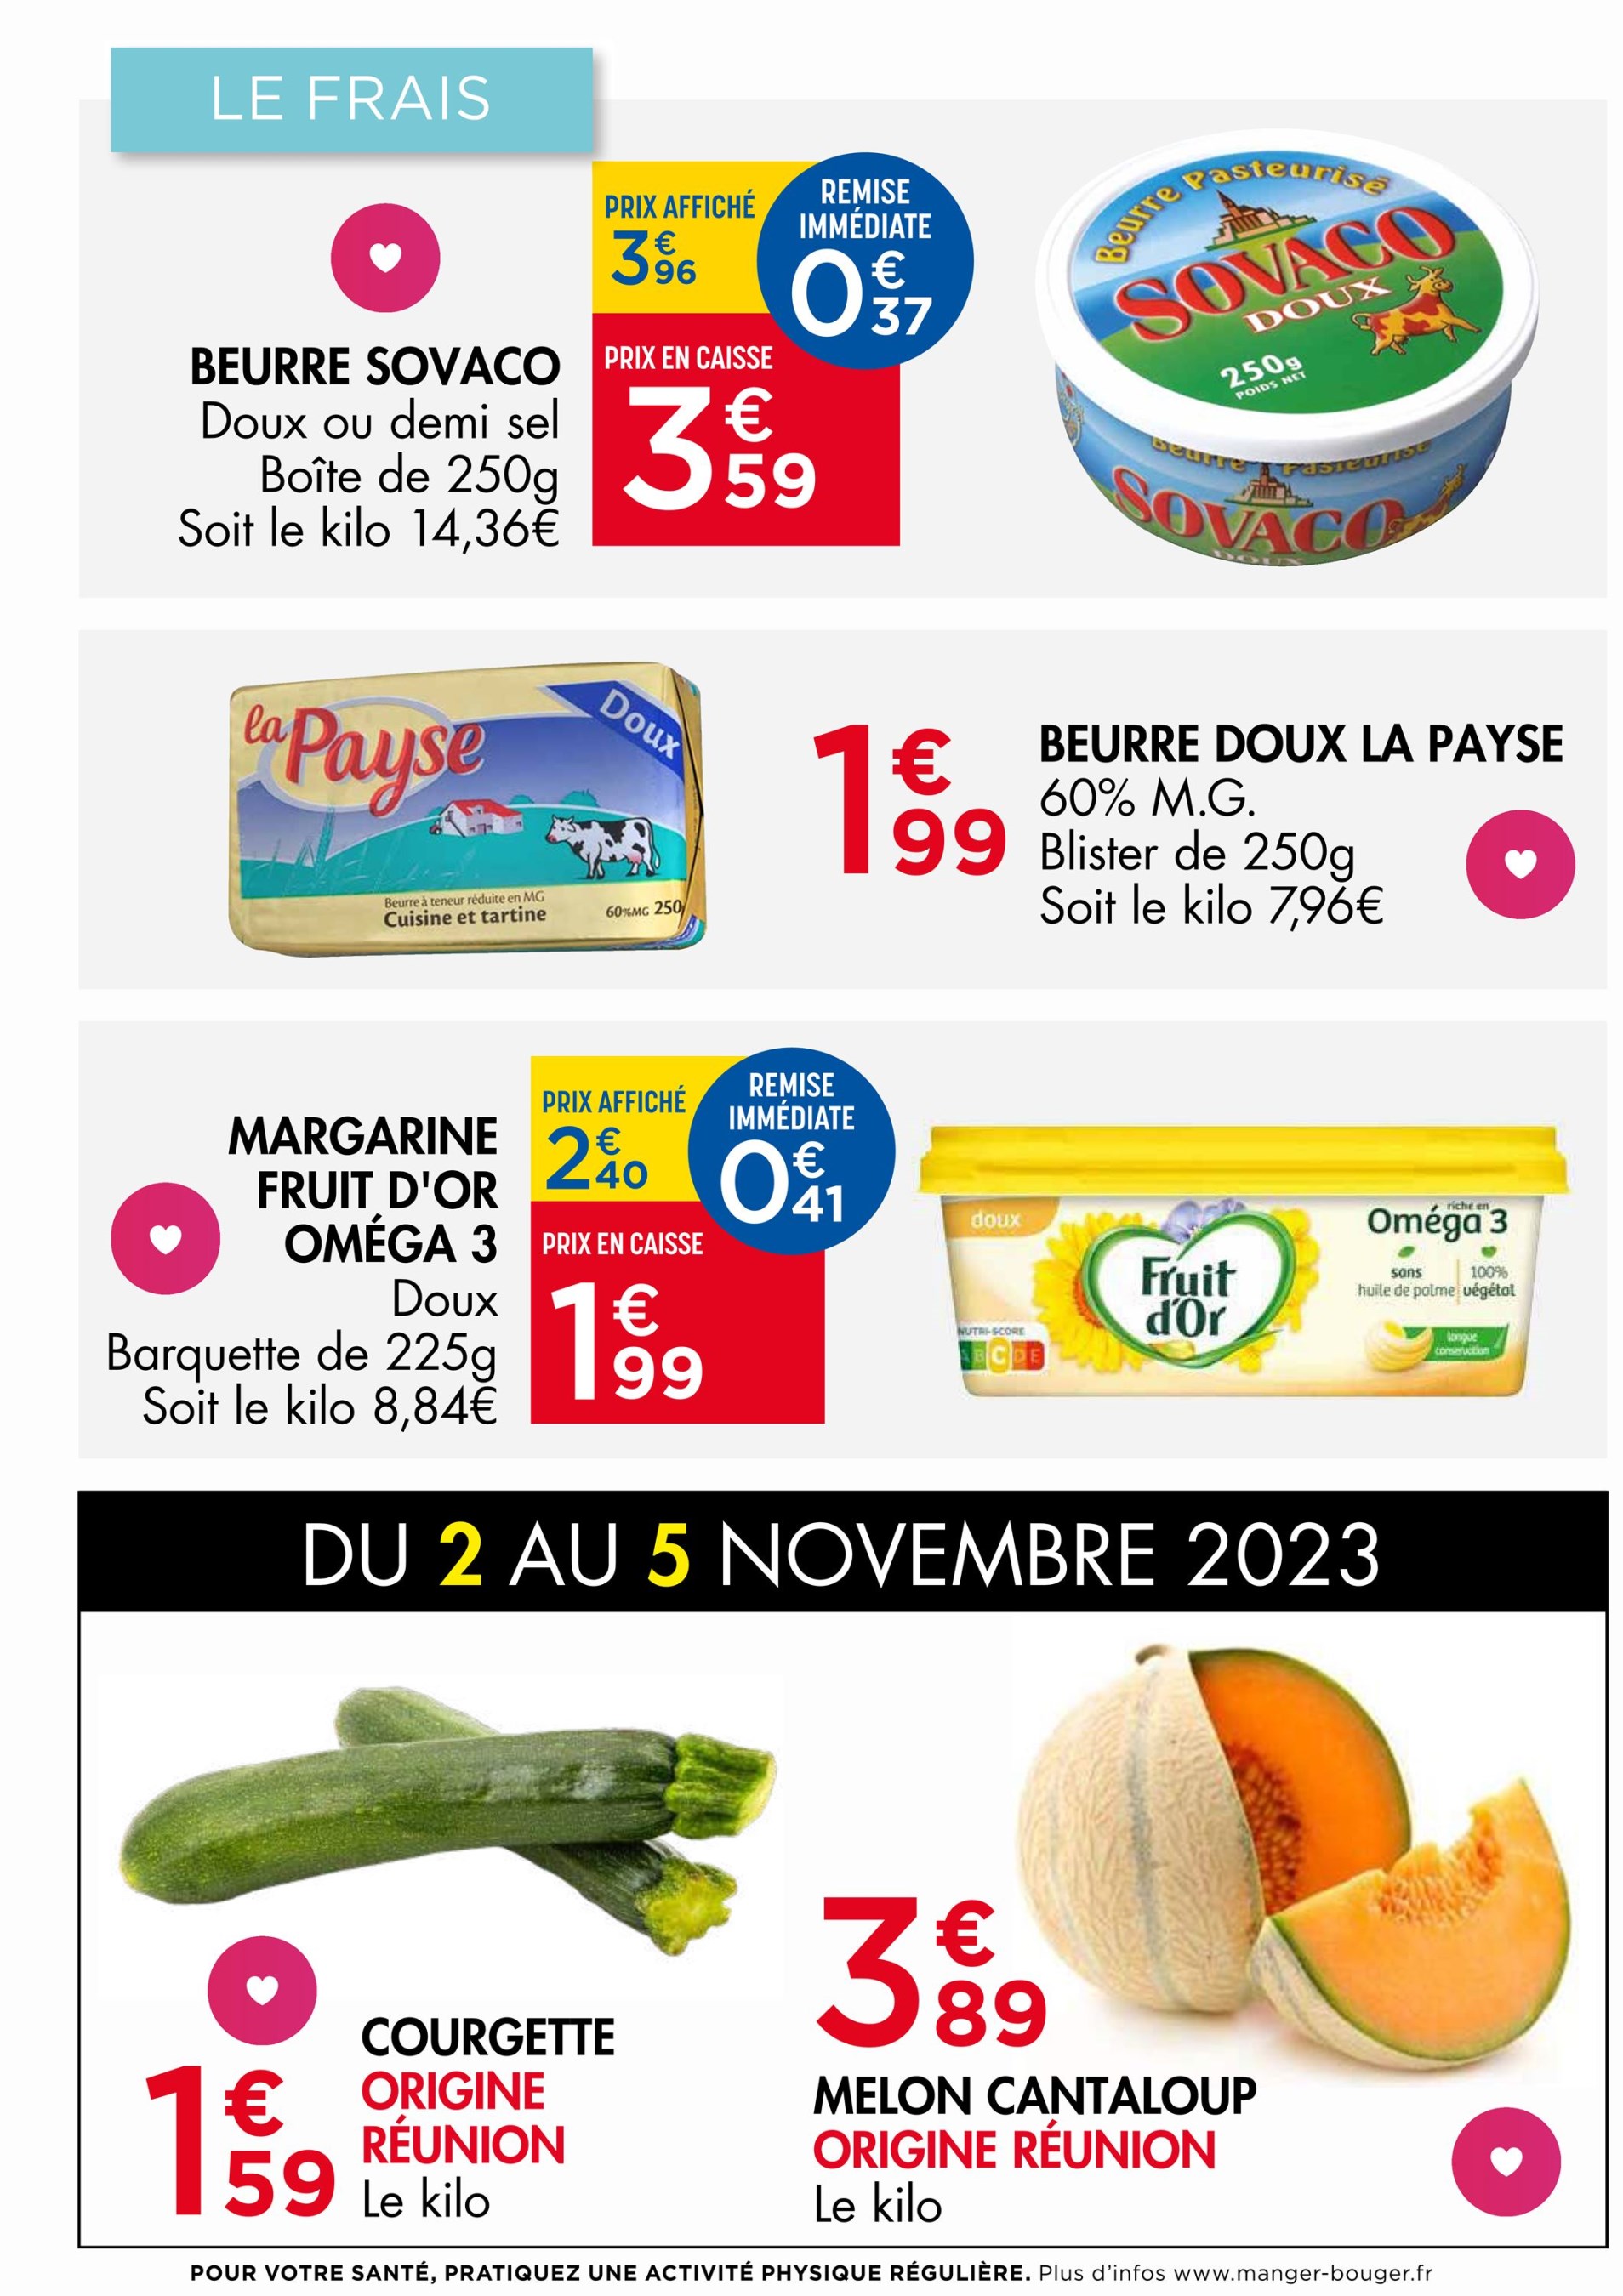 LE FRAIS
PRIX AFFICHÉ
3€96
REMISE
IMMÉDIATE
0€37
BEURRE SOVACO
Doux ou demi sel
Boîte de 250g
Soit le kilo 14,36€
PRIX EN CAISSE
3€59
Beurre Pasteurisé
SOVACO
DOUX
250g
POIDS NET
Beurre Pasteurisé
SOVACO
DOUX
la Payse
Doux
Beurre à teneur réduite en MG
Cuisine et tartine
60%MG 250
1€99
BEURRE DOUX LA PAYSE
60% M.G.
Blister de 250g
Soit le kilo 7,96€
MARGARINE
FRUIT D'OR
OMÉGA 3
Doux
Barquette de 225g
Soit le kilo 8,84€
PRIX AFFICHÉ
2€40
REMISE
IMMÉDIATE
0€41
PRIX EN CAISSE
1€99
doux
Fruit
d'Or
riche en
Oméga 3
sans
huile de palme
100%
végétal
longue
conservation
NUTRI-SCORE
A B C D E
DU 2 AU 5 NOVEMBRE 2023
COURGETTE
ORIGINE
RÉUNION
Le kilo
1€59
3€89
MELON CANTALOUP
ORIGINE RÉUNION
Le kilo
POUR VOTRE SANTÉ, PRATIQUEZ UNE ACTIVITÉ PHYSIQUE RÉGULIÈRE. Plus d'infos www.manger-bouger.fr